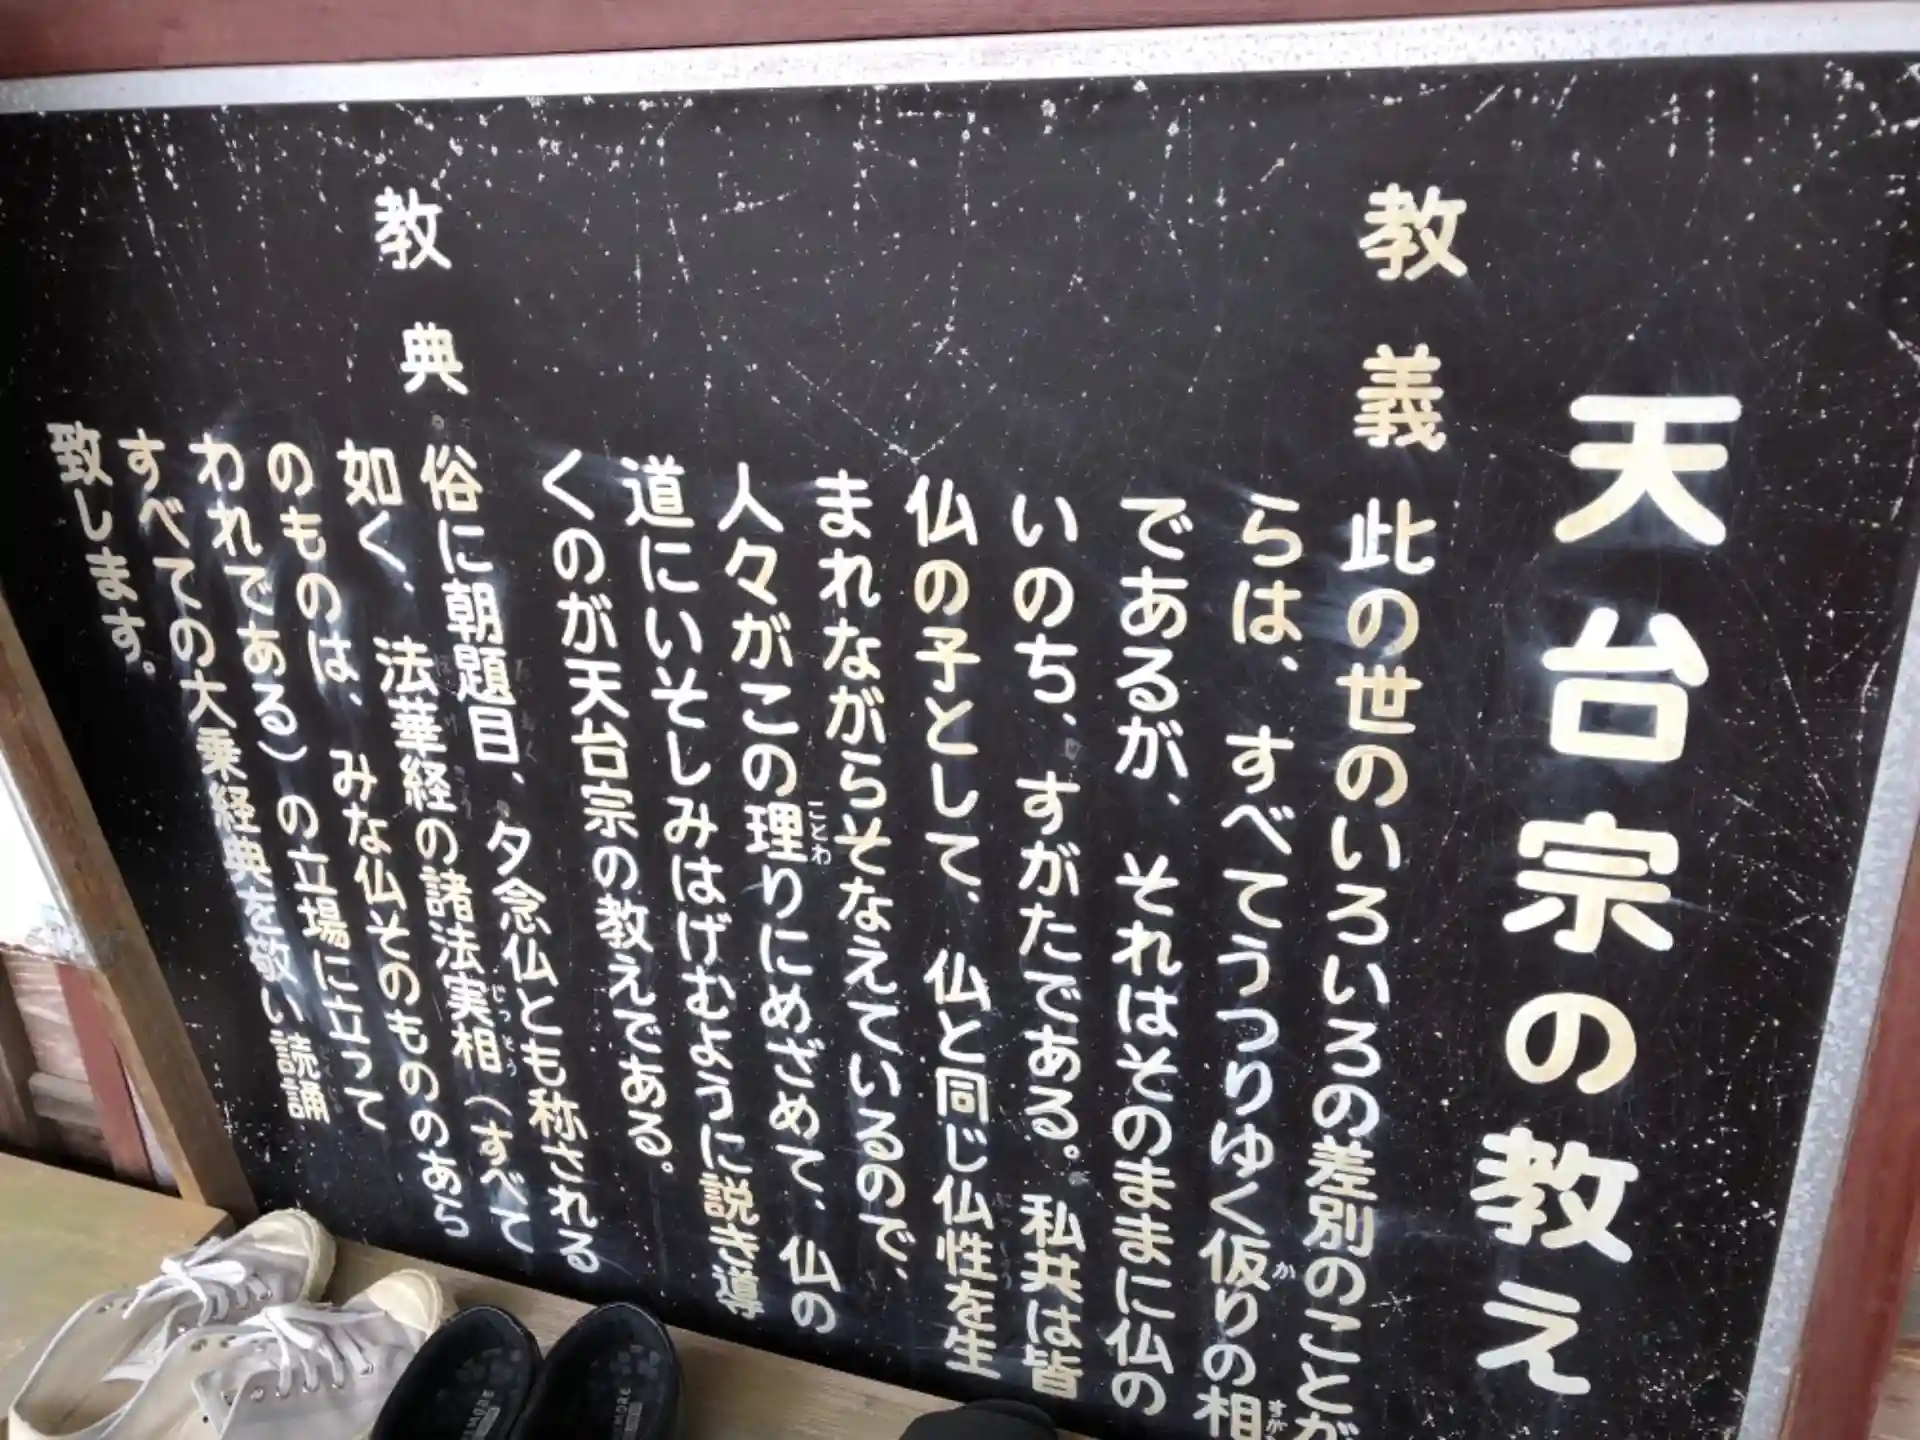 天台宗の教え
教義 此の世のいろいろの差別のことが
らは、すべてうつりゆく仮りの相
であるが、それはそのままに仏の
いのち、すがたである。私共は皆
仏の子として、仏と同じ仏性を生
まれながらそなえているので、
人々がこの理りにめざめて、仏の
道にいそしみはげむように説き導
くのが天台宗の教えである。
教典 俗に朝題目、夕念仏とも称される
如く、法華経の諸法実相（すべて
のものは、みな仏そのもののあら
われである）の立場に立って
すべての大乗経典を敬い読誦
致します。